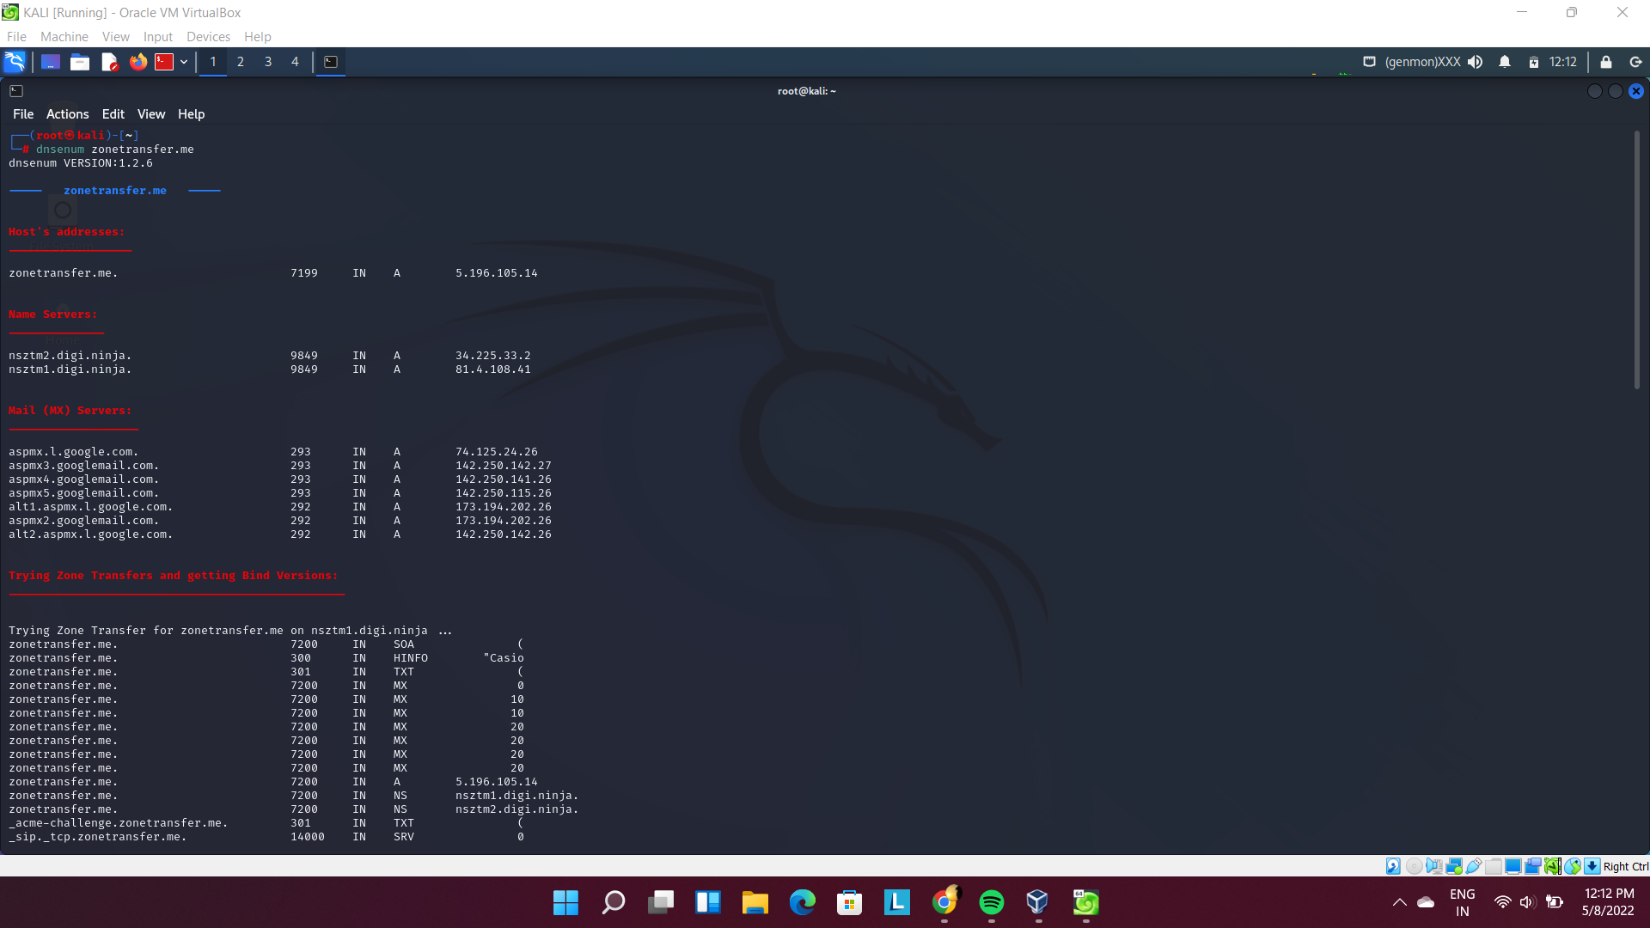 KALI [Running] - Oracle VM VirtualBox
File Machine View Input Devices Help
1 2 3 4 (genmon)XXX 12:12
root@kali: ~
File Actions Edit View Help
(root㉿kali)-[~]
# dnsenum zonetransfer.me
dnsenum VERSION:1.2.6
----- zonetransfer.me -----
Host's addresses:
zonetransfer.me. 7199 IN A 5.196.105.14
Name Servers:
nsztm2.digi.ninja. 9849 IN A 34.225.33.2
nsztm1.digi.ninja. 9849 IN A 81.4.108.41
Mail (MX) Servers:
aspmx.l.google.com. 293 IN A 74.125.24.26
aspmx3.googlemail.com. 293 IN A 142.250.142.27
aspmx4.googlemail.com. 293 IN A 142.250.141.26
aspmx5.googlemail.com. 293 IN A 142.250.115.26
alt1.aspmx.l.google.com. 292 IN A 173.194.202.26
aspmx2.googlemail.com. 292 IN A 173.194.202.26
alt2.aspmx.l.google.com. 292 IN A 142.250.142.26
Trying Zone Transfers and getting Bind Versions:
Trying Zone Transfer for zonetransfer.me on nsztm1.digi.ninja ...
zonetransfer.me. 7200 IN SOA (
zonetransfer.me. 300 IN HINFO "Casio
zonetransfer.me. 301 IN TXT (
zonetransfer.me. 7200 IN MX 0
zonetransfer.me. 7200 IN MX 10
zonetransfer.me. 7200 IN MX 10
zonetransfer.me. 7200 IN MX 20
zonetransfer.me. 7200 IN MX 20
zonetransfer.me. 7200 IN MX 20
zonetransfer.me. 7200 IN MX 20
zonetransfer.me. 7200 IN A 5.196.105.14
zonetransfer.me. 7200 IN NS nsztm1.digi.ninja.
zonetransfer.me. 7200 IN NS nsztm2.digi.ninja.
_acme-challenge.zonetransfer.me. 301 IN TXT (
_sip._tcp.zonetransfer.me. 14000 IN SRV 0
Right Ctrl
ENG
IN
12:12 PM
5/8/2022